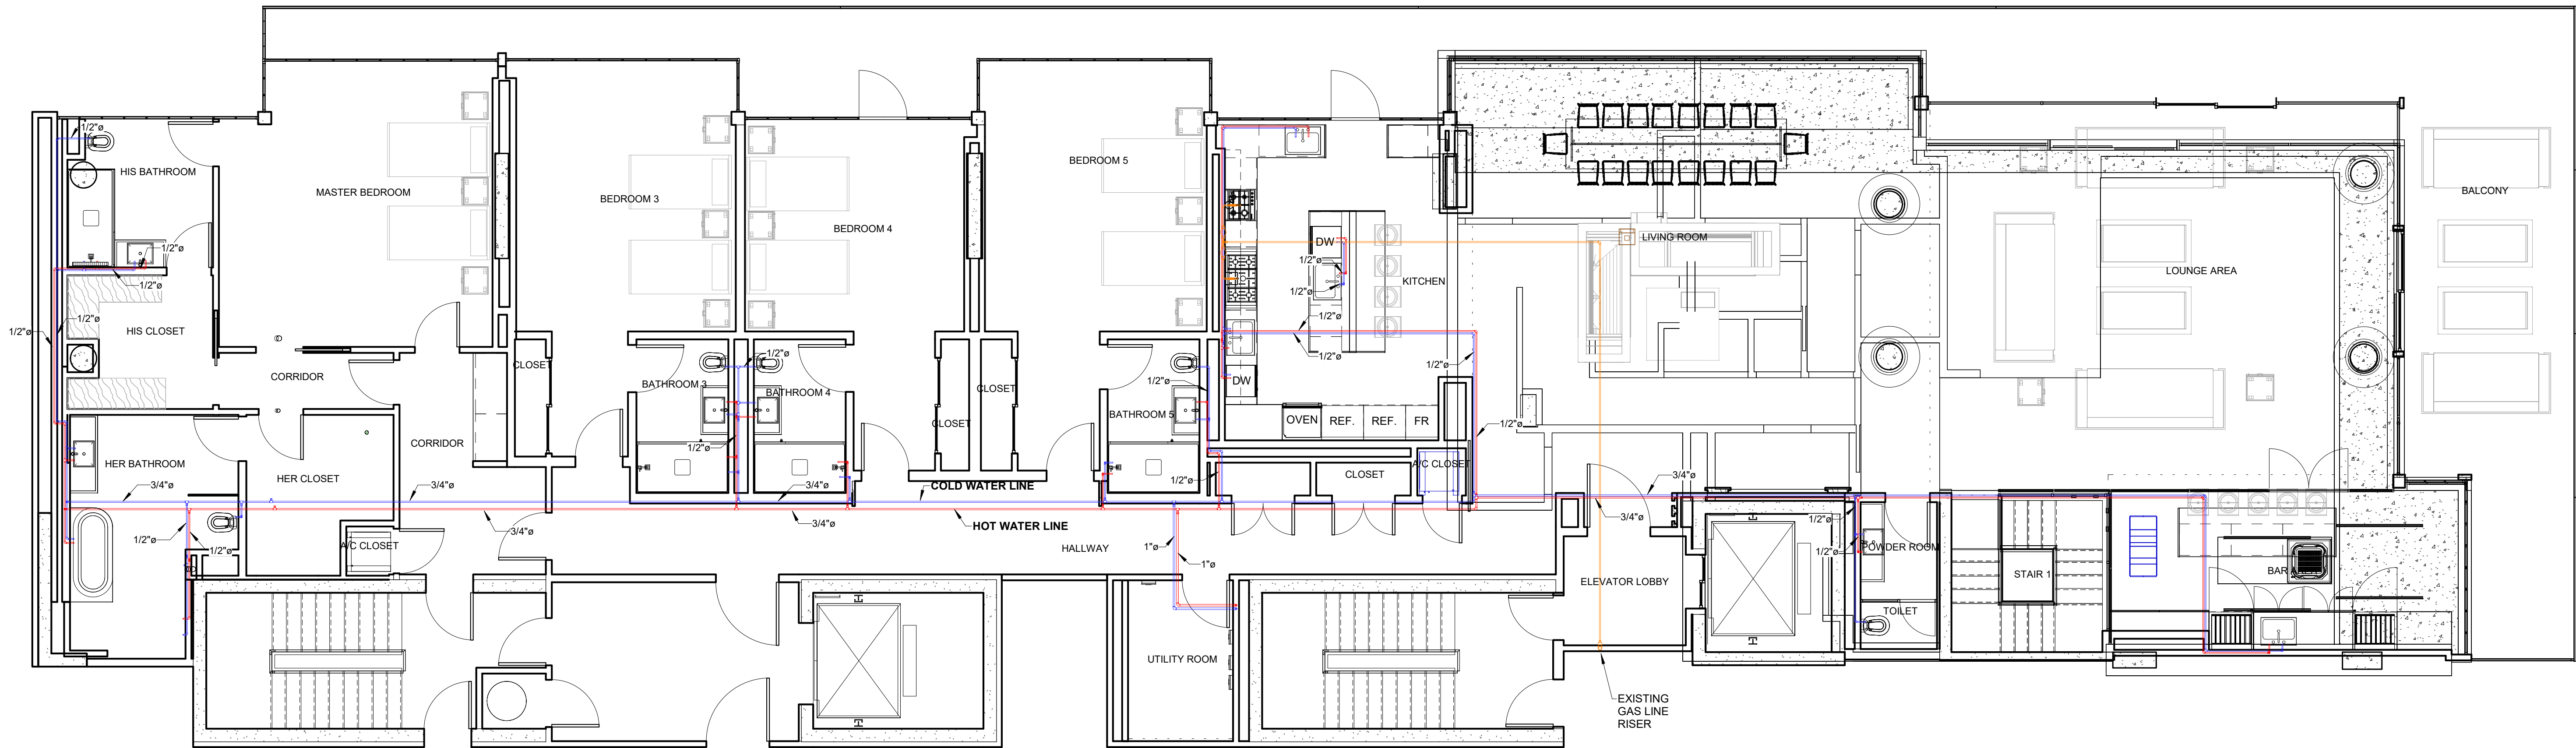 1/2"ø
HIS BATHROOM
MASTER BEDROOM
BEDROOM 3
BEDROOM 4
BEDROOM 5
BALCONY
1/2"ø
LIVING ROOM
DW
1/2"ø
LOUNGE AREA
1/2"ø
KITCHEN
1/2"ø
1/2"ø
1/2"ø
1/2"ø
HIS CLOSET
1/2"ø
1/2"ø
1/2"ø
CLOSET
1/2"ø
CORRIDOR
BATHROOM 3
BATHROOM 4
CLOSET
1/2"ø
DW
BATHROOM 5
OVEN
REF.
REF.
FR
CLOSET
1/2"ø
CORRIDOR
1/2"ø
HER BATHROOM
HER CLOSET
A/C CLOSET
CLOSET
1/2"ø
3/4"ø
3/4"ø
3/4"ø
COLD WATER LINE
3/4"ø
3/4"ø
3/4"ø
HOT WATER LINE
3/4"ø
1/2"ø
1/2"ø
1/2"ø
A/C CLOSET
1"ø
HALLWAY
1"ø
1/2"ø
POWDER ROOM
ELEVATOR LOBBY
STAIR 1
TOILET
UTILITY ROOM
EXISTING
GAS LINE
RISER